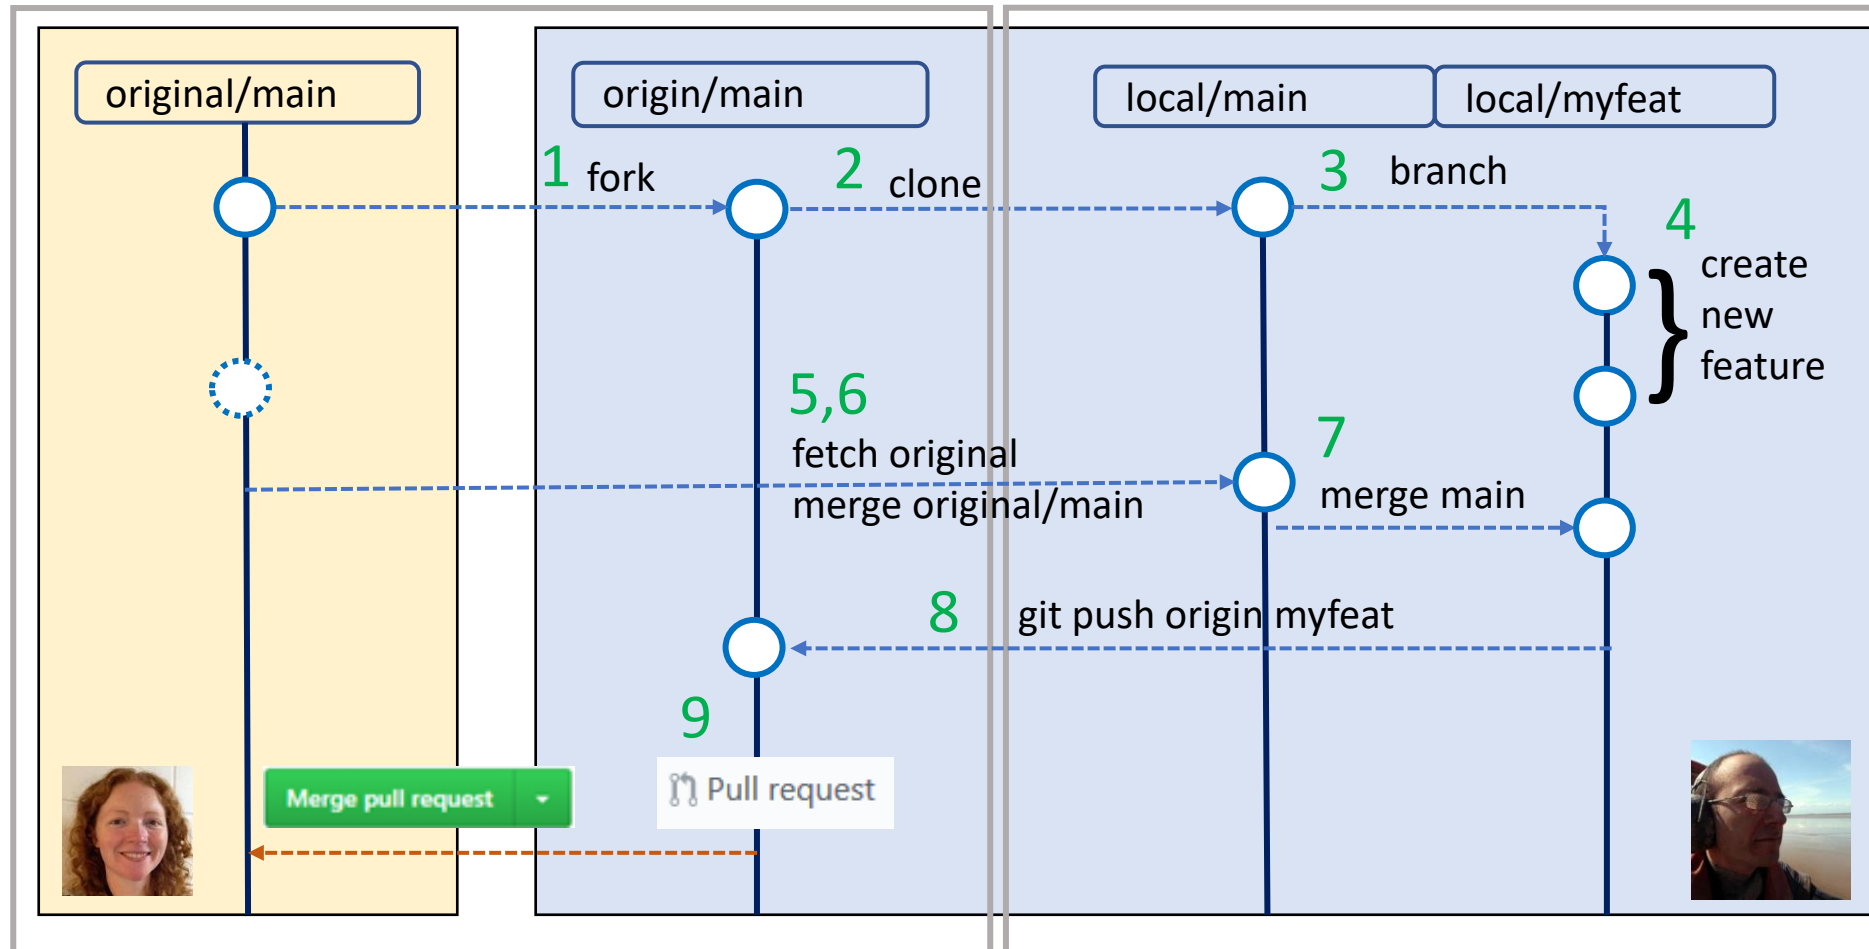 original/main
origin/main
local/main
local/myfeat
1 fork
2 clone
3 branch
4
create
new
feature
5,6
fetch original
merge original/main
7
merge main
8 git push origin myfeat
9
Merge pull request
Pull request